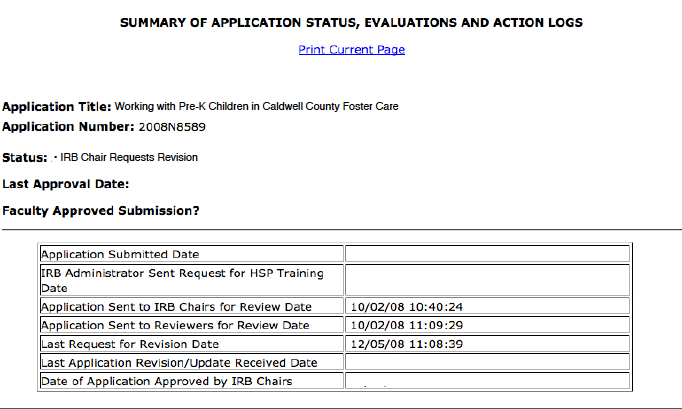 SUMMARY OF APPLICATION STATUS, EVALUATIONS AND ACTION LOGS
Print Current Page
Application Title: Working with Pre-K Children in Caldwell County Foster Care
Application Number: 2008N8589
Status: · IRB Chair Requests Revision
Last Approval Date:
Faculty Approved Submission?
Application Submitted Date
IRB Administrator Sent Request for HSP Training
Date
Application Sent to IRB Chairs for Review Date 10/02/08 10:40:24
Application Sent to Reviewers for Review Date 10/02/08 11:09:29
Last Request for Revision Date 12/05/08 11:08:39
Last Application Revision/Update Received Date
Date of Application Approved by IRB Chairs